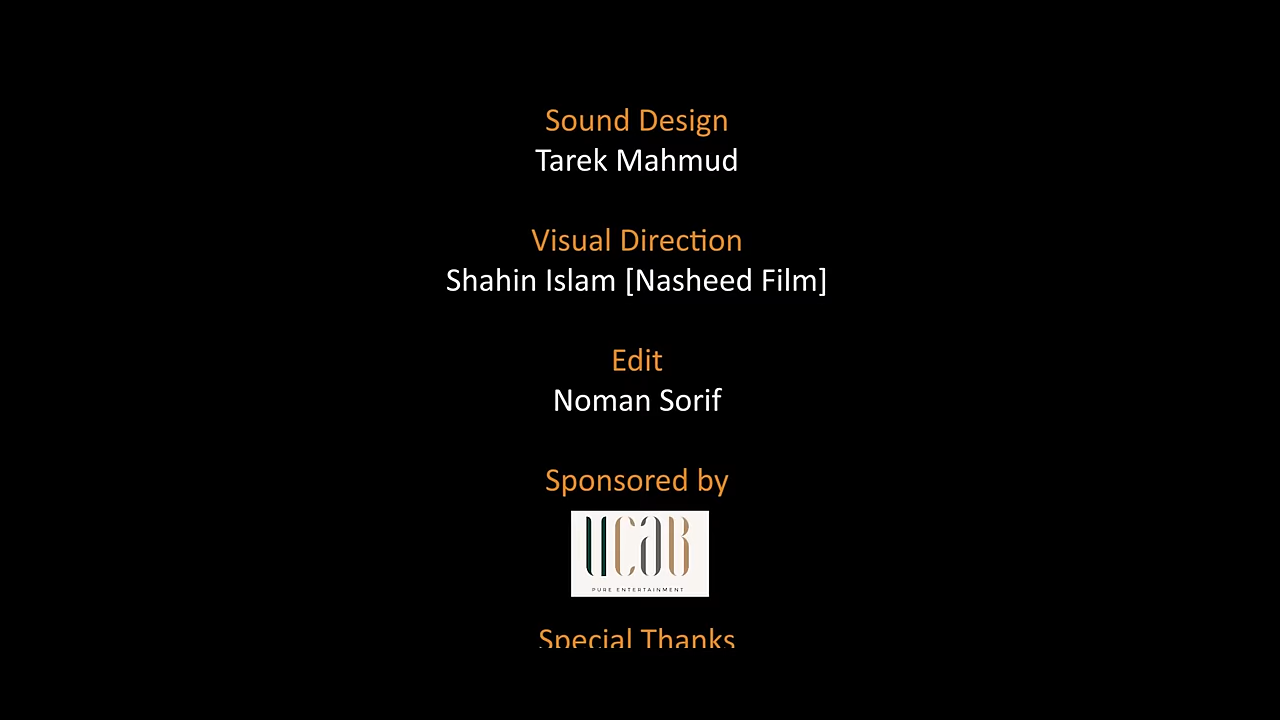 Sound Design
Tarek Mahmud
Visual Direction
Shahin Islam [Nasheed Film]
Edit
Noman Sorif
Sponsored by
UCAB
PURE ENTERTAINMENT
Special Thanks